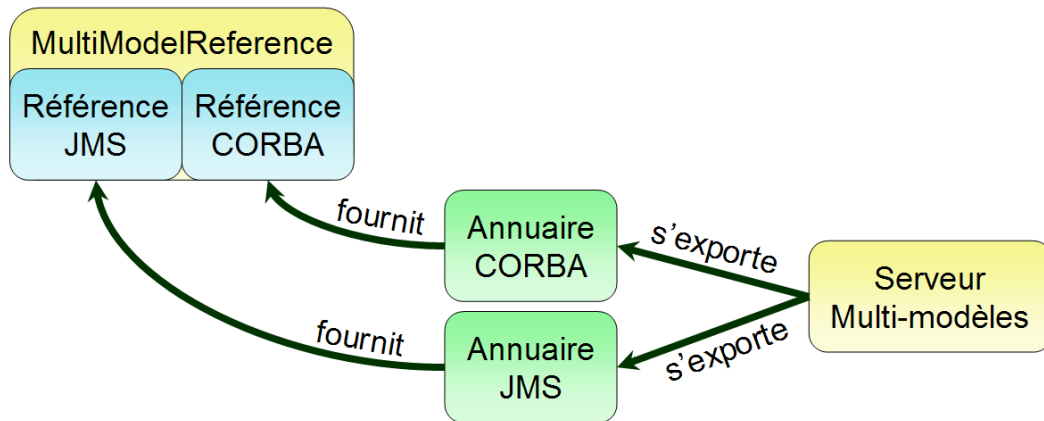 MultiModelReference
Référence
JMS
Référence
CORBA
fournit
Annuaire
CORBA
s'exporte
Serveur
Multi-modèles
fournit
Annuaire
JMS
s'exporte